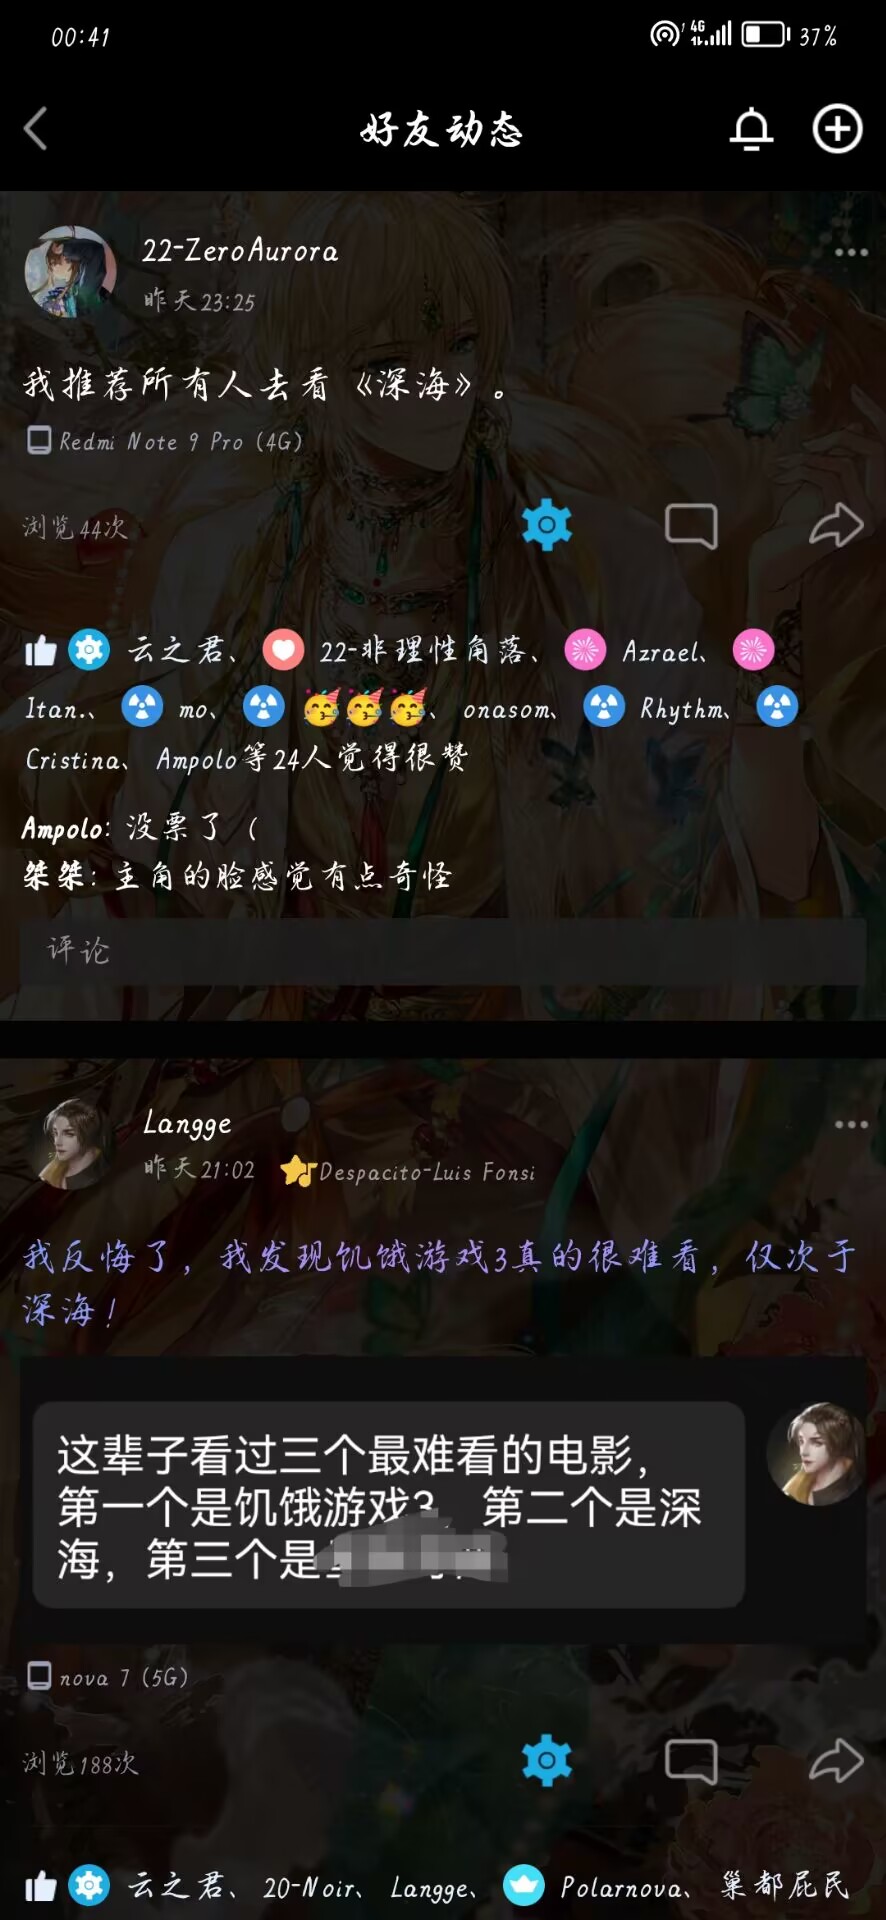 00:41
4G 37%
好友动态
22-ZeroAurora
昨天23:25
我推荐所有人去看《深海》。
Redmi Note 9 Pro (4G)
浏览44次
云之君、 22-非理性角落、 Azrael、
Itan.、 mo、 🥳🥳🥳、 onasom、 Rhythm、
Cristina、 Ampolo等24人觉得很赞
Ampolo: 没票了（
桀桀: 主角的脸感觉有点奇怪
评论
Langge
昨天21:02 Despacito-Luis Fonsi
我反悔了，我发现饥饿游戏3真的很难看，仅次于
深海！
这辈子看过三个最难看的电影，
第一个是饥饿游戏3，第二个是深
海，第三个是
nova 7 (5G)
浏览188次
云之君、 20-Noir、 Langge、 Polarnova、 巢都屁民